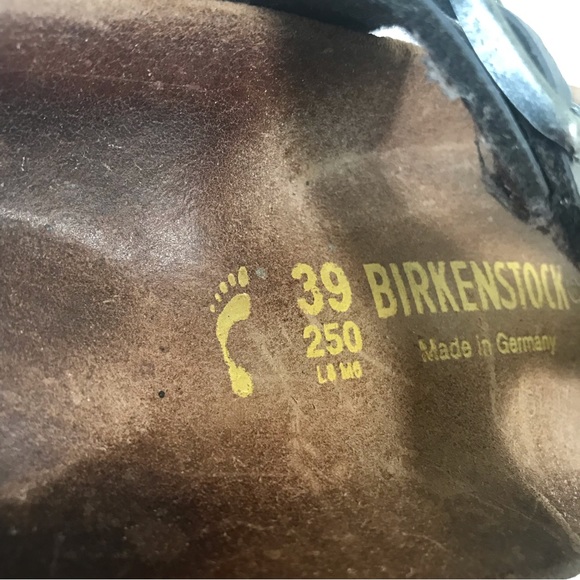 39 BIRKENSTOCK
250 Made in Germany
L8 M6